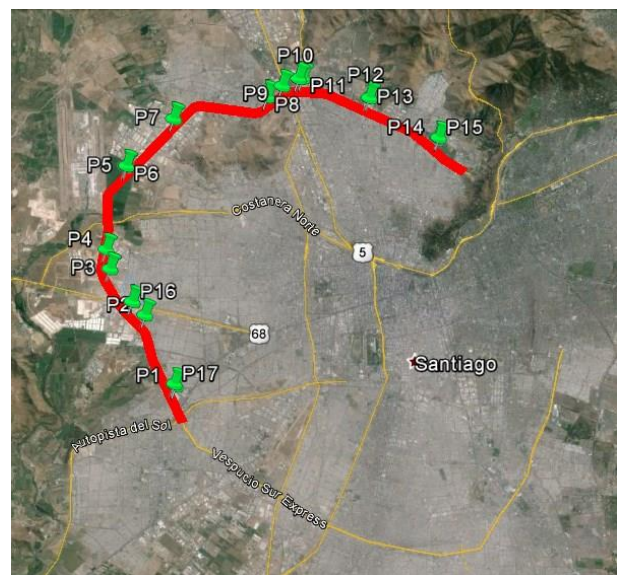 P10
P9
P11
P12
P8
P13
P7
P14
P15
P5
P6
Costanera Norte
P4
5
P3
P2
P16
68
Santiago
P1
P17
Autopista del Sol
Vespucio Sur Express